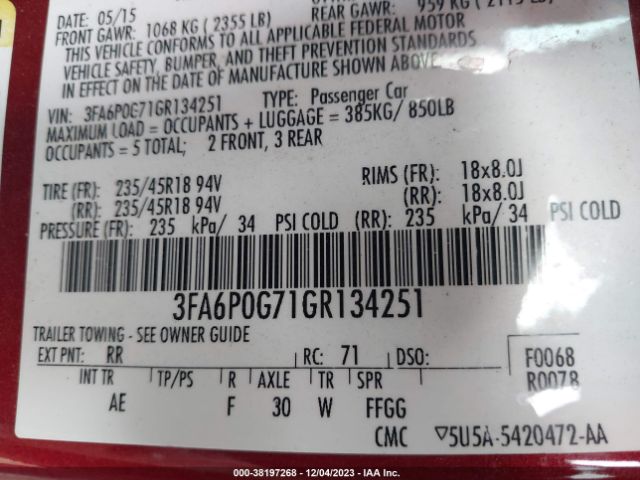 DATE: 05/15
FRONT GAWR: 1068 KG ( 2355 LB) REAR GAWR: 959 KG ( 2115 LB)
THIS VEHICLE CONFORMS TO ALL APPLICABLE FEDERAL MOTOR
VEHICLE SAFETY, BUMPER, AND THEFT PREVENTION STANDARDS
IN EFFECT ON THE DATE OF MANUFACTURE SHOWN ABOVE.
VIN: 3FA6P0G71GR134251 TYPE: Passenger Car
MAXIMUM LOAD = OCCUPANTS + LUGGAGE = 385KG/ 850LB
OCCUPANTS = 5 TOTAL; 2 FRONT, 3 REAR
TIRE (FR): 235/45R18 94V RIMS (FR): 18x8.0J
(RR): 235/45R18 94V (RR): 18x8.0J
PRESSURE (FR): 235 kPa/ 34 PSI COLD (RR): 235 kPa/ 34 PSI COLD
3FA6P0G71GR134251
TRAILER TOWING - SEE OWNER GUIDE
EXT PNT: RR RC: 71 DSO: F0068
R0078
INT TR TP/PS R AXLE TR SPR
AE F 30 W FFGG
CMC ▽5U5A-5420472-AA
000-38197268 - 12/04/2023 - IAA Inc.